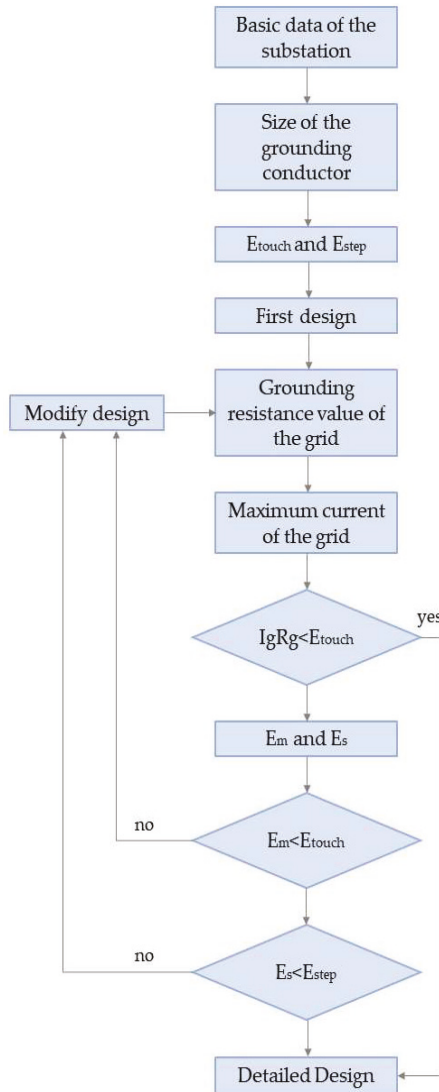 Basic data of the
substation
Size of the
grounding
conductor
Etouch and Estep
First design
Modify design
Grounding
resistance value of
the grid
Maximum current
of the grid
IgRg<Etouch
yes
Em and Es
no
Em<Etouch
no
Es<Estep
Detailed Design